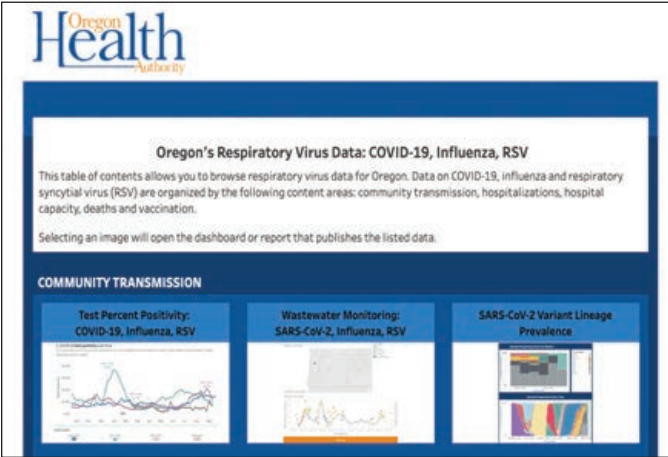 Oregon
Health
Authority
Oregon's Respiratory Virus Data: COVID-19, Influenza, RSV
This table of contents allows you to browse respiratory virus data for Oregon. Data on COVID-19, influenza and respiratory
syncytial virus (RSV) are organized by the following content areas: community transmission, hospitalizations, hospital
capacity, deaths and vaccination.
Selecting an image will open the dashboard or report that publishes the listed data.
COMMUNITY TRANSMISSION
Test Percent Positivity:
COVID-19, Influenza, RSV
Wastewater Monitoring:
SARS-CoV-2, Influenza, RSV
SARS-CoV-2 Variant Lineage
Prevalence